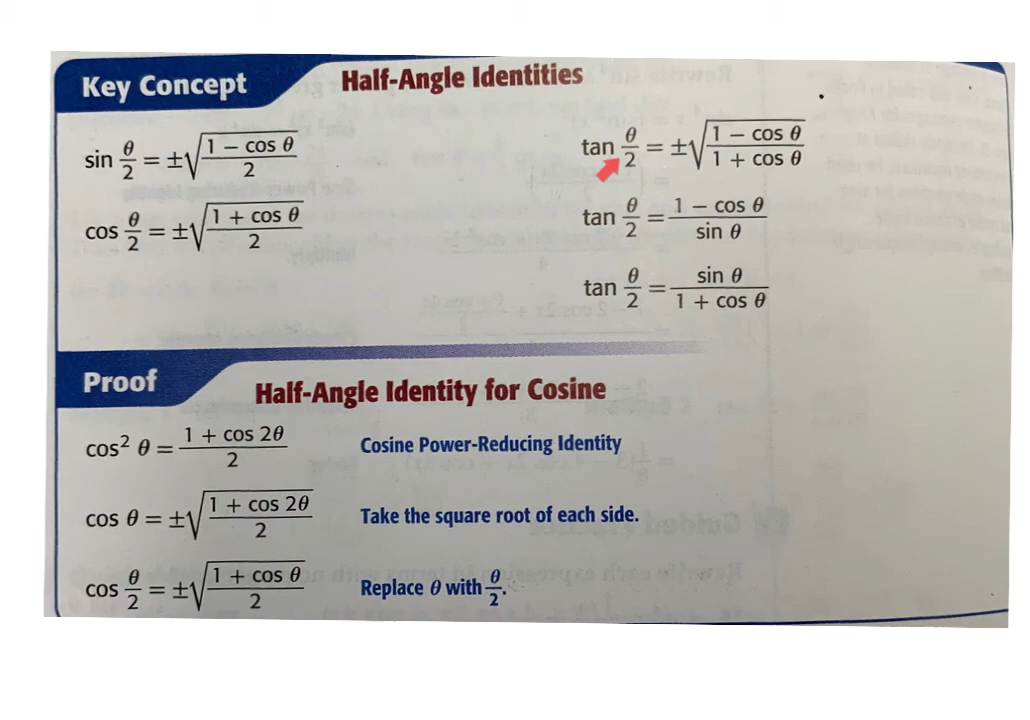 Key Concept
Half-Angle Identities
sin θ/2 = ±√((1 − cos θ)/2)
cos θ/2 = ±√((1 + cos θ)/2)
tan θ/2 = ±√((1 − cos θ)/(1 + cos θ))
tan θ/2 = (1 − cos θ)/(sin θ)
tan θ/2 = (sin θ)/(1 + cos θ)
Proof
Half-Angle Identity for Cosine
cos² θ = (1 + cos 2θ)/2 Cosine Power-Reducing Identity
cos θ = ±√((1 + cos 2θ)/2) Take the square root of each side.
cos θ/2 = ±√((1 + cos θ)/2) Replace θ with θ/2.